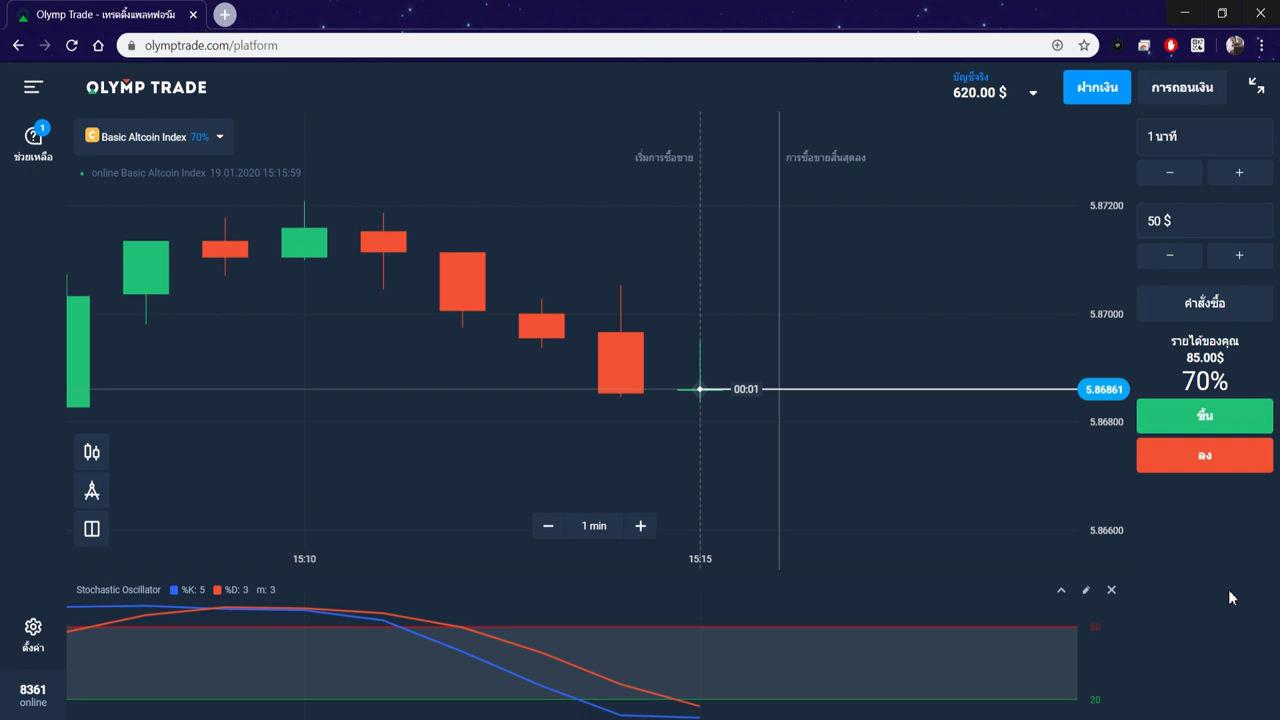 Olymp Trade - เทรดดิ้งแพลทฟอร์ม
olymptrade.com/platform
OLYMP TRADE
บัญชีจริง
620.00 $
ฝากเงิน
การถอนเงิน
1
ช่วยเหลือ
Basic Altcoin Index 70%
online Basic Altcoin Index 19.01.2020 15:15:59
เริ่มการซื้อขาย
การซื้อขายสิ้นสุดลง
1 นาที
− +
50 $
− +
คำสั่งซื้อ
รายได้ของคุณ
85.00$
70%
ขึ้น
ลง
5.87200
5.87000
00:01
5.86861
5.86800
5.86600
− 1 min +
15:10
15:15
Stochastic Oscillator %K: 5 %D: 3 m: 3
80
20
ตั้งค่า
8361
online